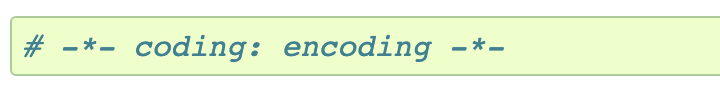 # -*- coding: encoding -*-